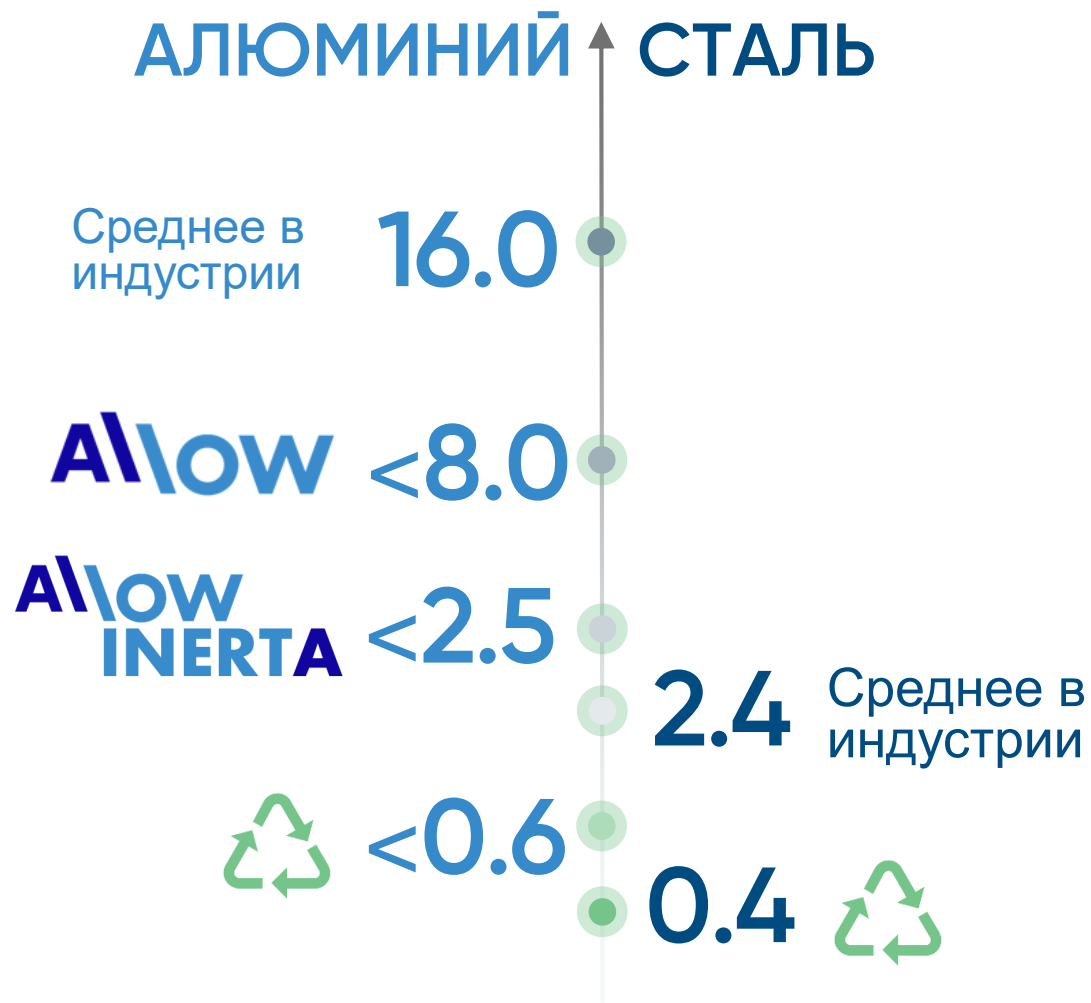 АЛЮМИНИЙ
СТАЛЬ
Среднее в
индустрии
16.0
Allow
<8.0
Allow
INERTA
<2.5
2.4
Среднее в
индустрии
<0.6
0.4